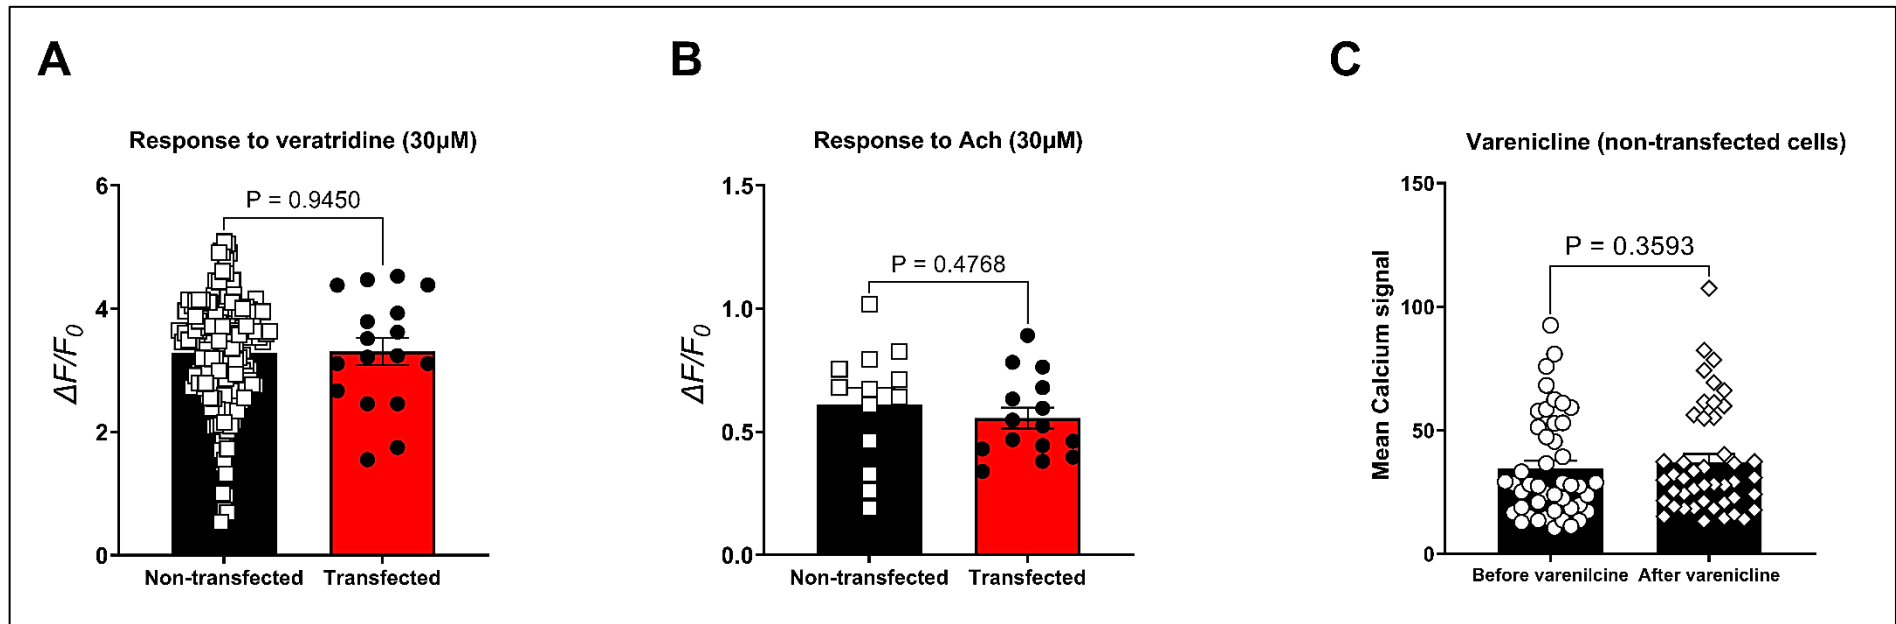 A
B
C
Response to veratridine (30µM)
6
4
2
0
ΔF/F0
P = 0.9450
Non-transfected
Transfected
Response to Ach (30µM)
1.5
1.0
0.5
0.0
ΔF/F0
P = 0.4768
Non-transfected
Transfected
Varenicline (non-transfected cells)
150
100
50
0
Mean Calcium signal
P = 0.3593
Before varenilcine
After varenicline